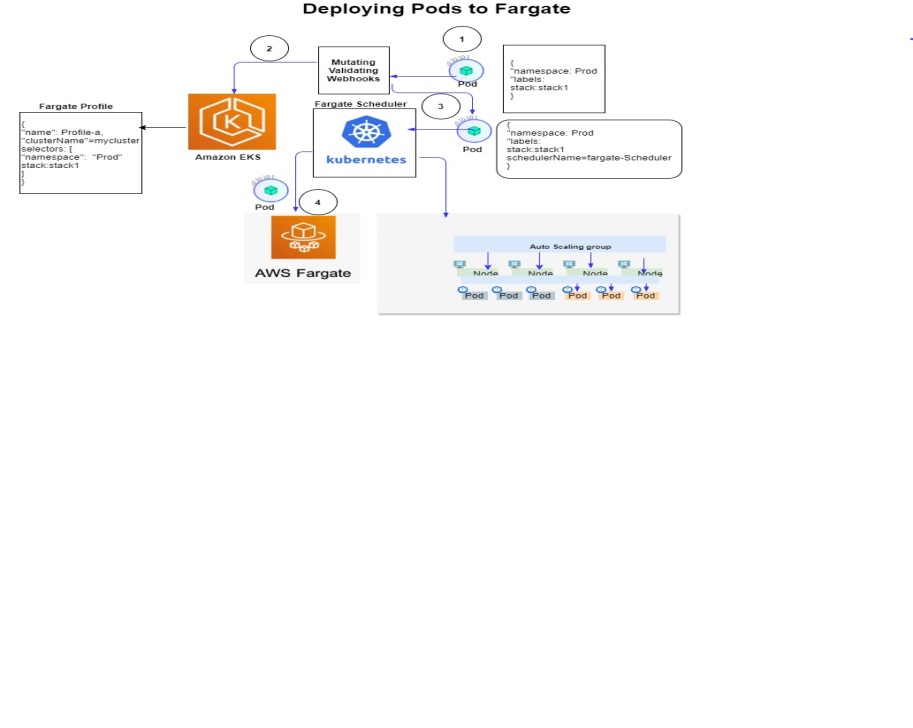 Deploying Pods to Fargate
1
2
Mutating
Validating
Webhooks
Pod
{
"namespace: Prod
"labels:
stack:stack1
}
Fargate Profile
{
"name": Profile-a,
"clusterName"=mycluster
selectors: [
"namespace": "Prod"
stack:stack1
]
}
Amazon EKS
Fargate Scheduler
kubernetes
3
Pod
{
"namespace: Prod
"labels:
stack:stack1
schedulerName=fargate-Scheduler
}
Pod
4
AWS Fargate
Auto Scaling group
Node
Node
Node
Node
Pod
Pod
Pod
Pod
Pod
Pod